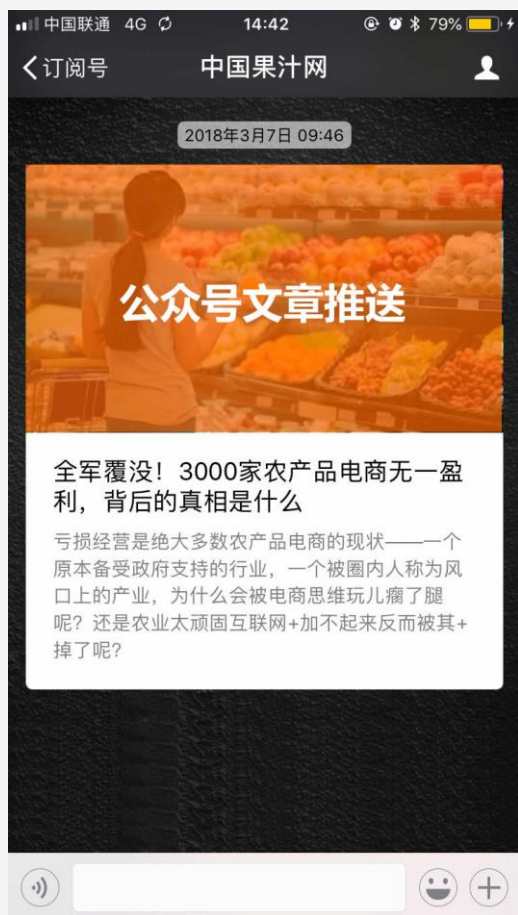 中国联通 4G 14:42 79%
订阅号 中国果汁网
2018年3月7日 09:46
公众号文章推送
全军覆没！3000家农产品电商无一盈
利，背后的真相是什么
亏损经营是绝大多数农产品电商的现状——一个
原本备受政府支持的行业，一个被圈内人称为风
口上的产业，为什么会被电商思维玩儿瘸了腿
呢？还是农业太顽固互联网+加不起来反而被其+
掉了呢？